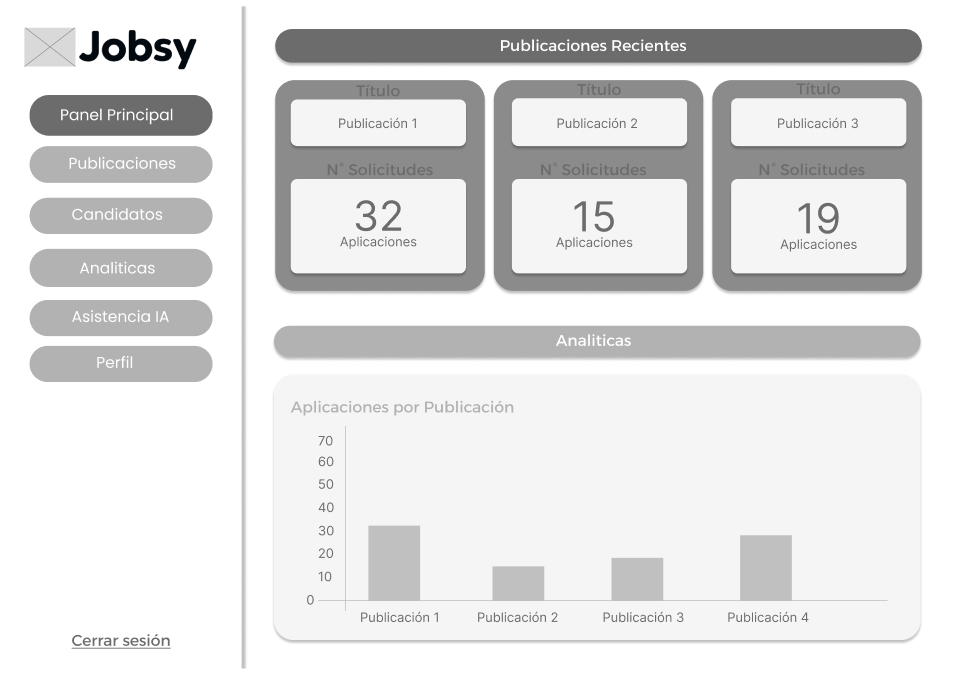 Jobsy
Panel Principal
Publicaciones
Candidatos
Analiticas
Asistencia IA
Perfil
Cerrar sesión
Publicaciones Recientes
Título
Publicación 1
N° Solicitudes
32
Aplicaciones
Título
Publicación 2
N° Solicitudes
15
Aplicaciones
Título
Publicación 3
N° Solicitudes
19
Aplicaciones
Analiticas
Aplicaciones por Publicación
70
60
50
40
30
20
10
0
Publicación 1 Publicación 2 Publicación 3 Publicación 4